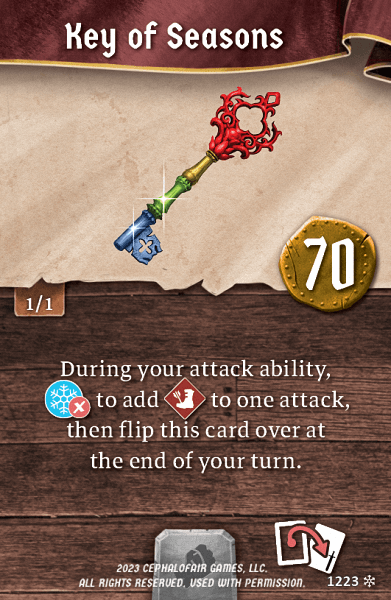 Key of Seasons
70
1/1
During your attack ability,
to add to one attack,
then flip this card over at
the end of your turn.
2023 CEPHALOFAIR GAMES, LLC.
ALL RIGHTS RESERVED. USED WITH PERMISSION.
1223